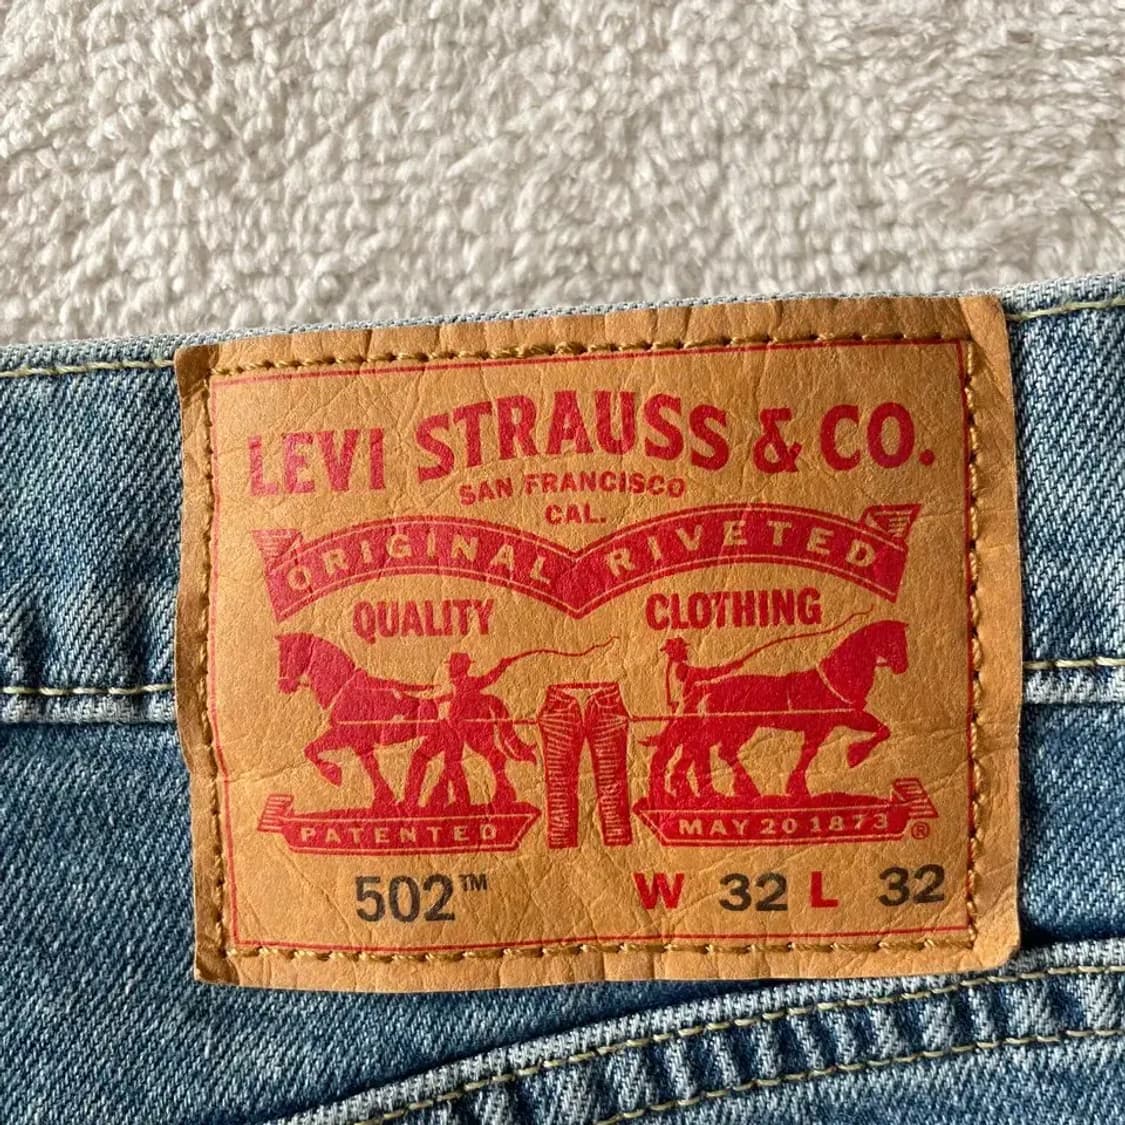 LEVI STRAUSS & CO.
SAN FRANCISCO
CAL.
ORIGINAL RIVETED
QUALITY CLOTHING
PATENTED MAY 20 1873 ®
502™ W 32 L 32